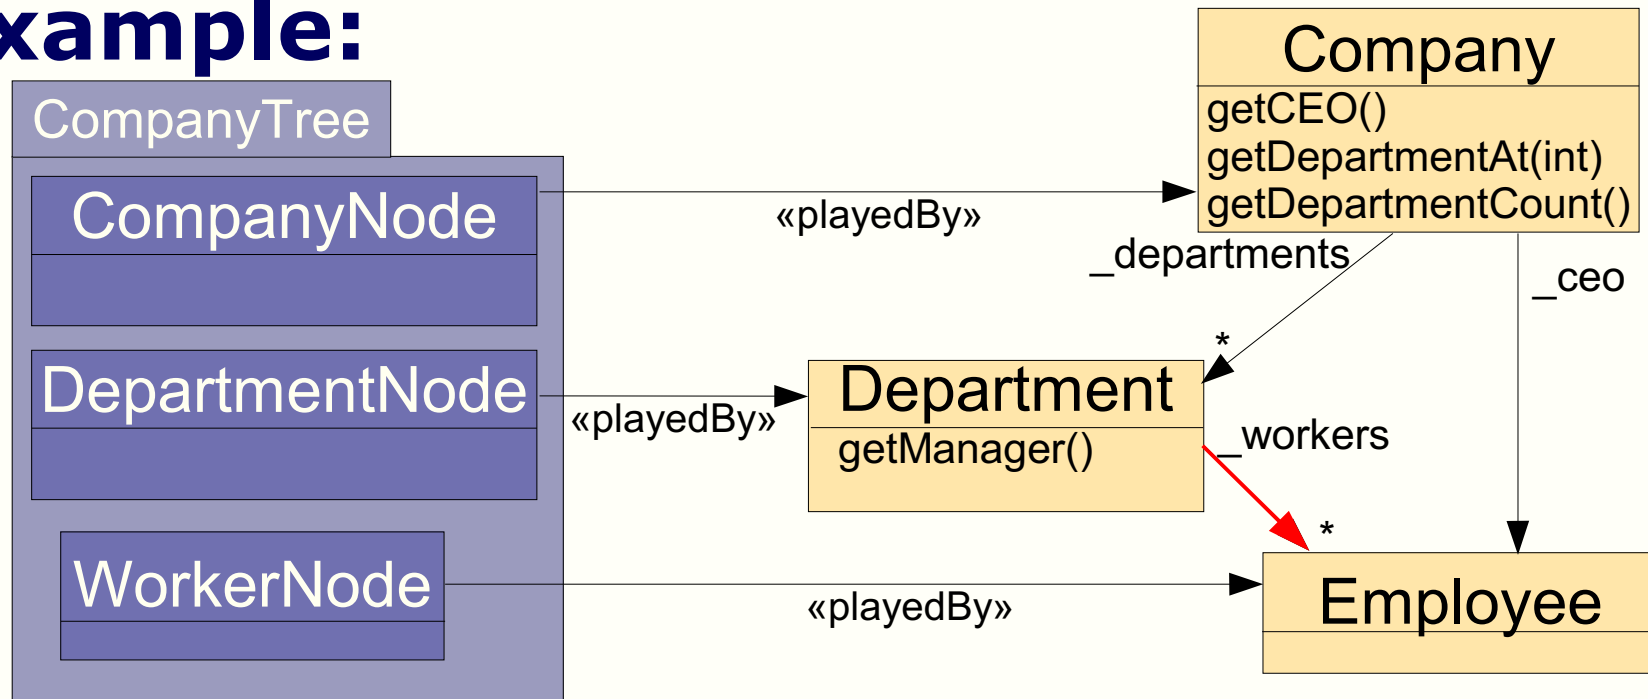 xample:
CompanyTree
CompanyNode
DepartmentNode
WorkerNode
«playedBy»
«playedBy»
«playedBy»
Company
getCEO()
getDepartmentAt(int)
getDepartmentCount()
_departments
_ceo
*
Department
getManager()
_workers
*
Employee